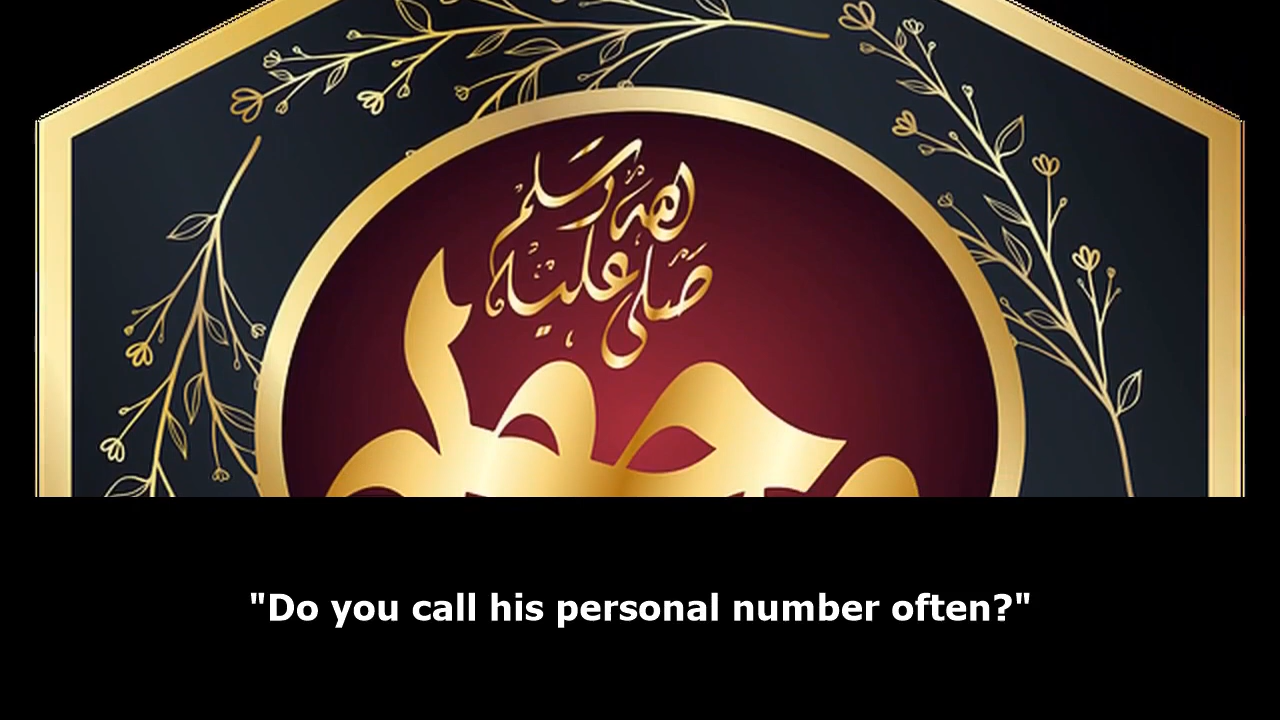 صلى الله عليه وسلم
"Do you call his personal number often?"